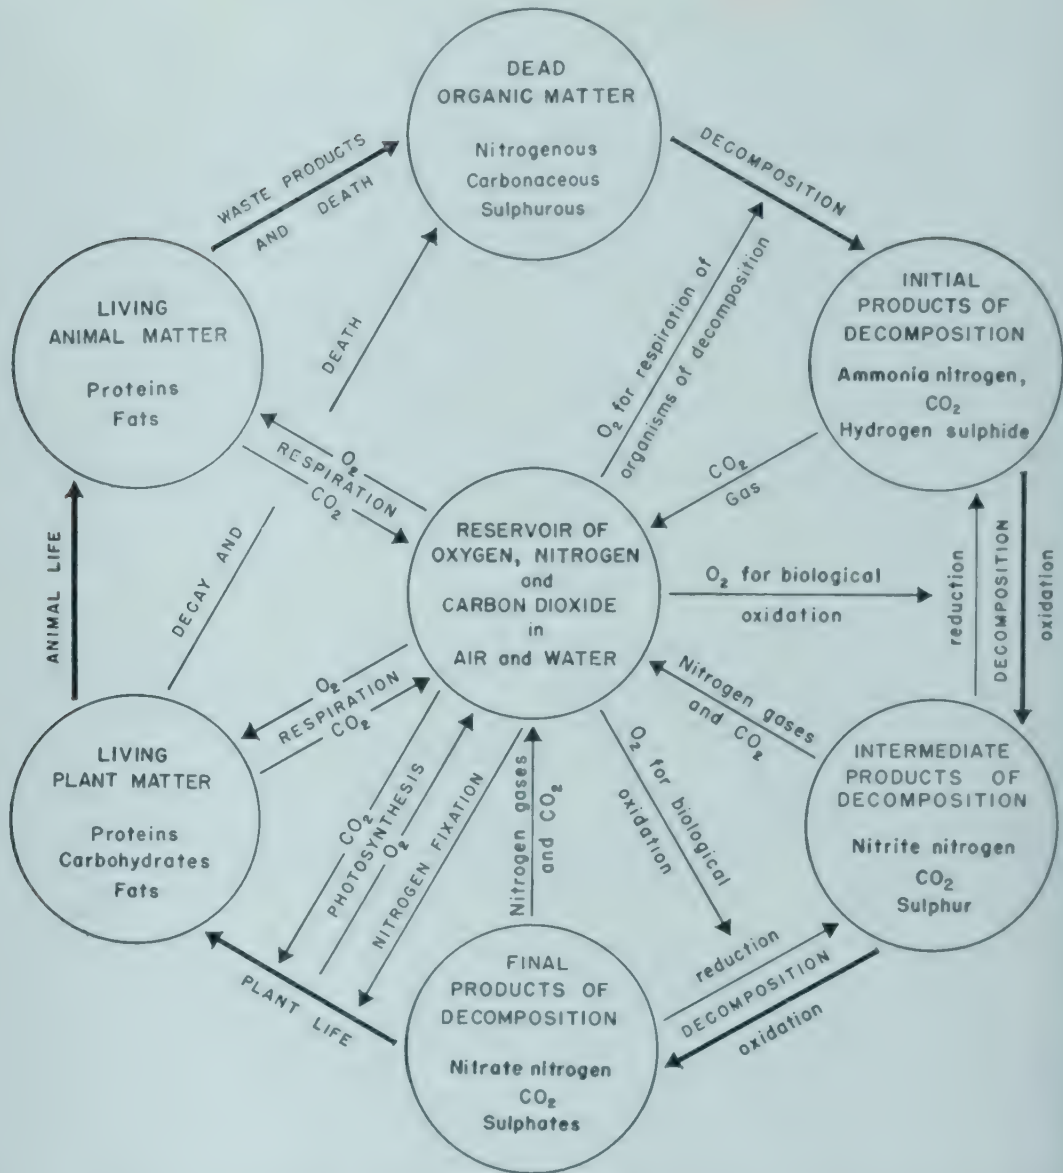 DEAD
ORGANIC MATTER
Nitrogenous
Carbonaceous
Sulphurous
WASTE PRODUCTS
AND DEATH
DECOMPOSITION
LIVING
ANIMAL MATTER
Proteins
Fats
DEATH
O₂ for respiration of
organisms of decomposition
INITIAL
PRODUCTS OF
DECOMPOSITION
Ammonia nitrogen,
CO₂
Hydrogen sulphide
O₂
RESPIRATION
CO₂
CO₂
Gas
RESERVOIR OF
OXYGEN, NITROGEN
and
CARBON DIOXIDE
in
AIR and WATER
ANIMAL LIFE
DECAY AND
O₂ for biological
oxidation
reduction
DECOMPOSITION
oxidation
O₂
RESPIRATION
CO₂
Nitrogen gases
and CO₂
LIVING
PLANT MATTER
Proteins
Carbohydrates
Fats
CO₂
PHOTOSYNTHESIS
O₂
NITROGEN FIXATION
Nitrogen gases
and CO₂
O₂ for biological
oxidation
INTERMEDIATE
PRODUCTS OF
DECOMPOSITION
Nitrite nitrogen
CO₂
Sulphur
PLANT LIFE
FINAL
PRODUCTS OF
DECOMPOSITION
Nitrate nitrogen
CO₂
Sulphates
reduction
DECOMPOSITION
oxidation